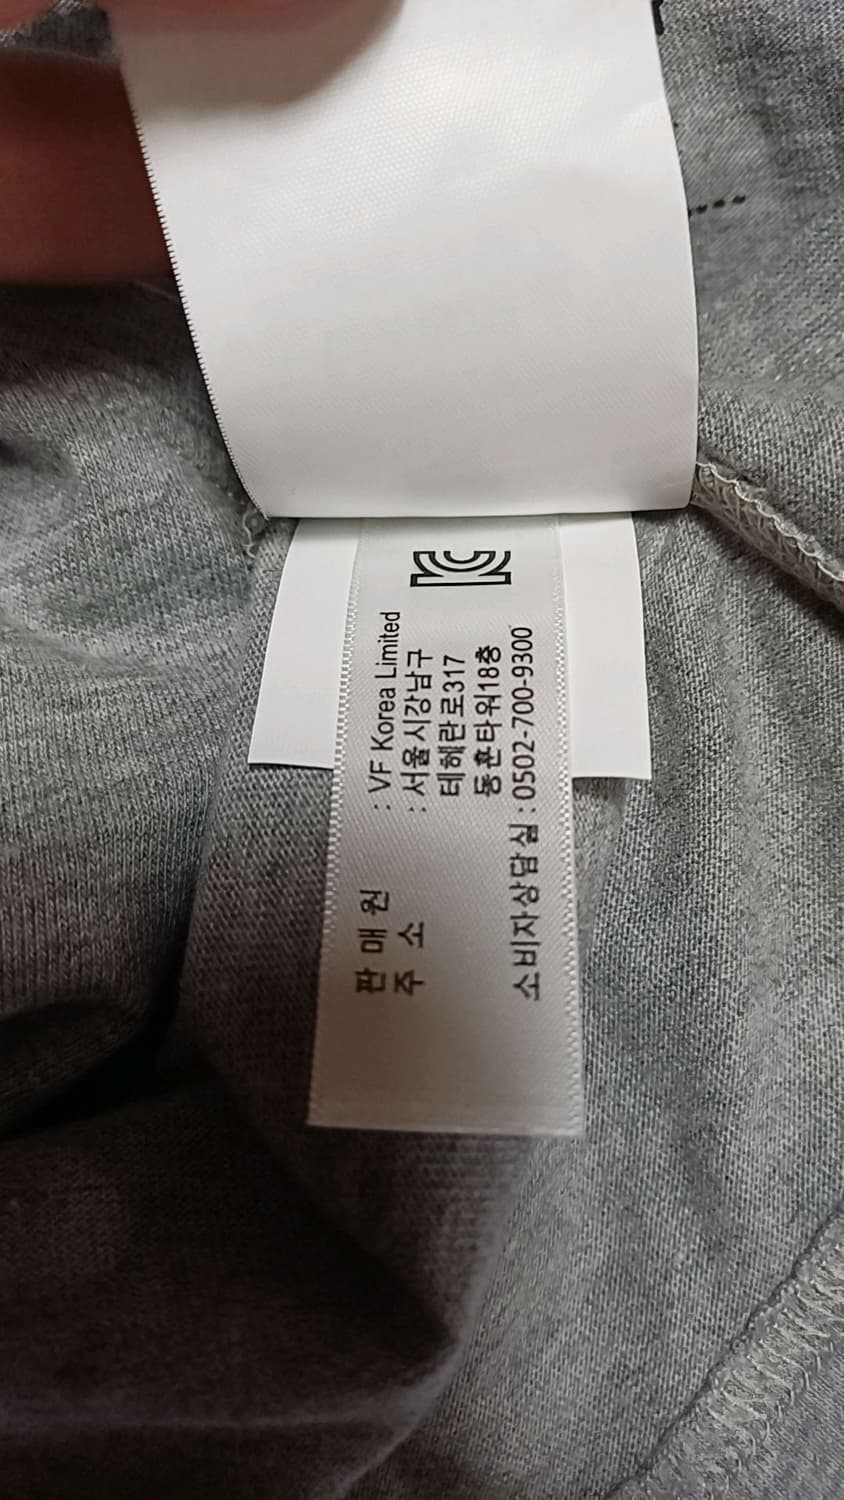 KC
판 매 원 : VF Korea Limited
주 소 : 서울시강남구
테헤란로317
동훈타워18층
소비자상담실 : 0502-700-9300